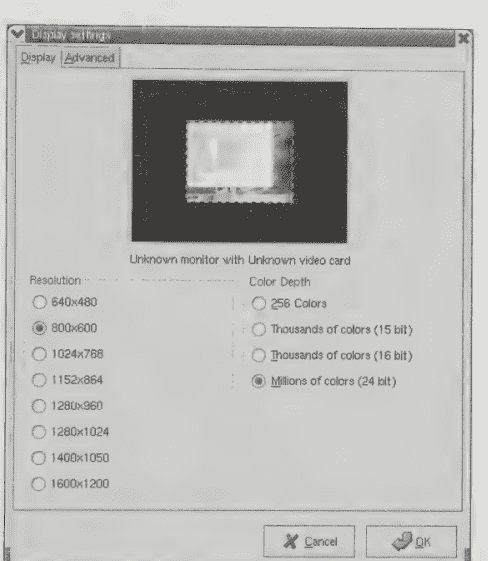 Display settings
Display Advanced
Unknown monitor with Unknown video card
Resolution
640x480
800x600
1024x768
1152x864
1280x960
1280x1024
1400x1050
1600x1200
Color Depth
256 Colors
Thousands of colors (15 bit)
Thousands of colors (16 bit)
Millions of colors (24 bit)
Cancel OK